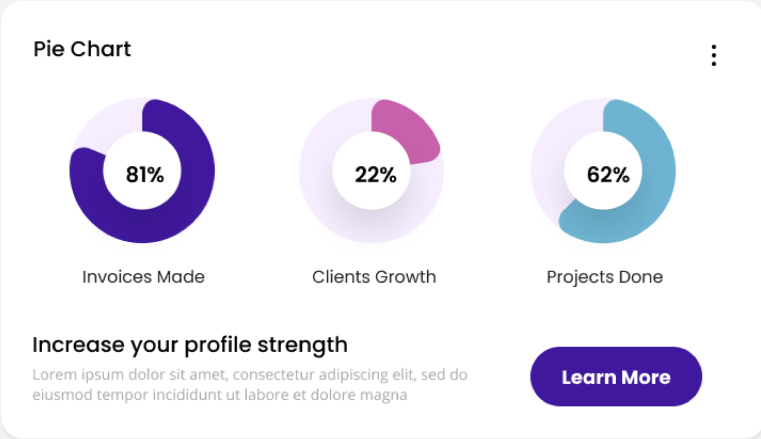 Pie Chart
81%
22%
62%
Invoices Made
Clients Growth
Projects Done
Increase your profile strength
Lorem ipsum dolor sit amet, consectetur adipiscing elit, sed do
eiusmod tempor incididunt ut labore et dolore magna
Learn More